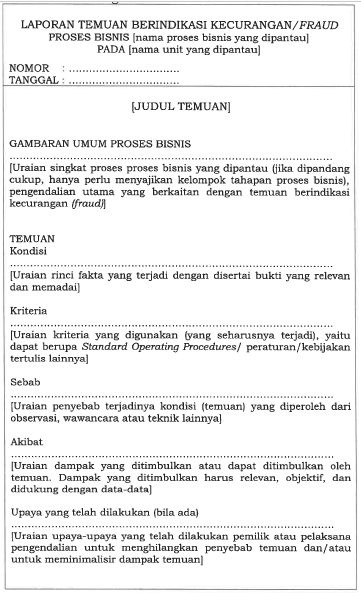 LAPORAN TEMUAN BERINDIKASI KECURANGAN/FRAUD
PROSES BISNIS [nama proses bisnis yang dipantau]
PADA [nama unit yang dipantau]
NOMOR : ……………………………
TANGGAL : ……………………………
[JUDUL TEMUAN]
GAMBARAN UMUM PROSES BISNIS
……………………………………………………………………………………
[Uraian singkat proses proses bisnis yang dipantau (jika dipandang
cukup, hanya perlu menyajikan kelompok tahapan proses bisnis),
pengendalian utama yang berkaitan dengan temuan berindikasi
kecurangan (fraud)]
TEMUAN
Kondisi
……………………………………………………………………………………
[Uraian rinci fakta yang terjadi dengan disertai bukti yang relevan
dan memadai]
Kriteria
……………………………………………………………………………………
[Uraian kriteria yang digunakan (yang seharusnya terjadi), yaitu
dapat berupa Standard Operating Procedures/ peraturan/kebijakan
tertulis lainnya]
Sebab
……………………………………………………………………………………
[Uraian penyebab terjadinya kondisi (temuan) yang diperoleh dari
observasi, wawancara atau teknik lainnya]
Akibat
……………………………………………………………………………………
[Uraian dampak yang ditimbulkan atau dapat ditimbulkan oleh
temuan. Dampak yang ditimbulkan harus relevan, objektif, dan
didukung dengan data-data]
Upaya yang telah dilakukan (bila ada)
……………………………………………………………………………………
[Uraian upaya-upaya yang telah dilakukan pemilik atau pelaksana
pengendalian untuk menghilangkan penyebab temuan dan/atau
untuk meminimalisir dampak temuan]